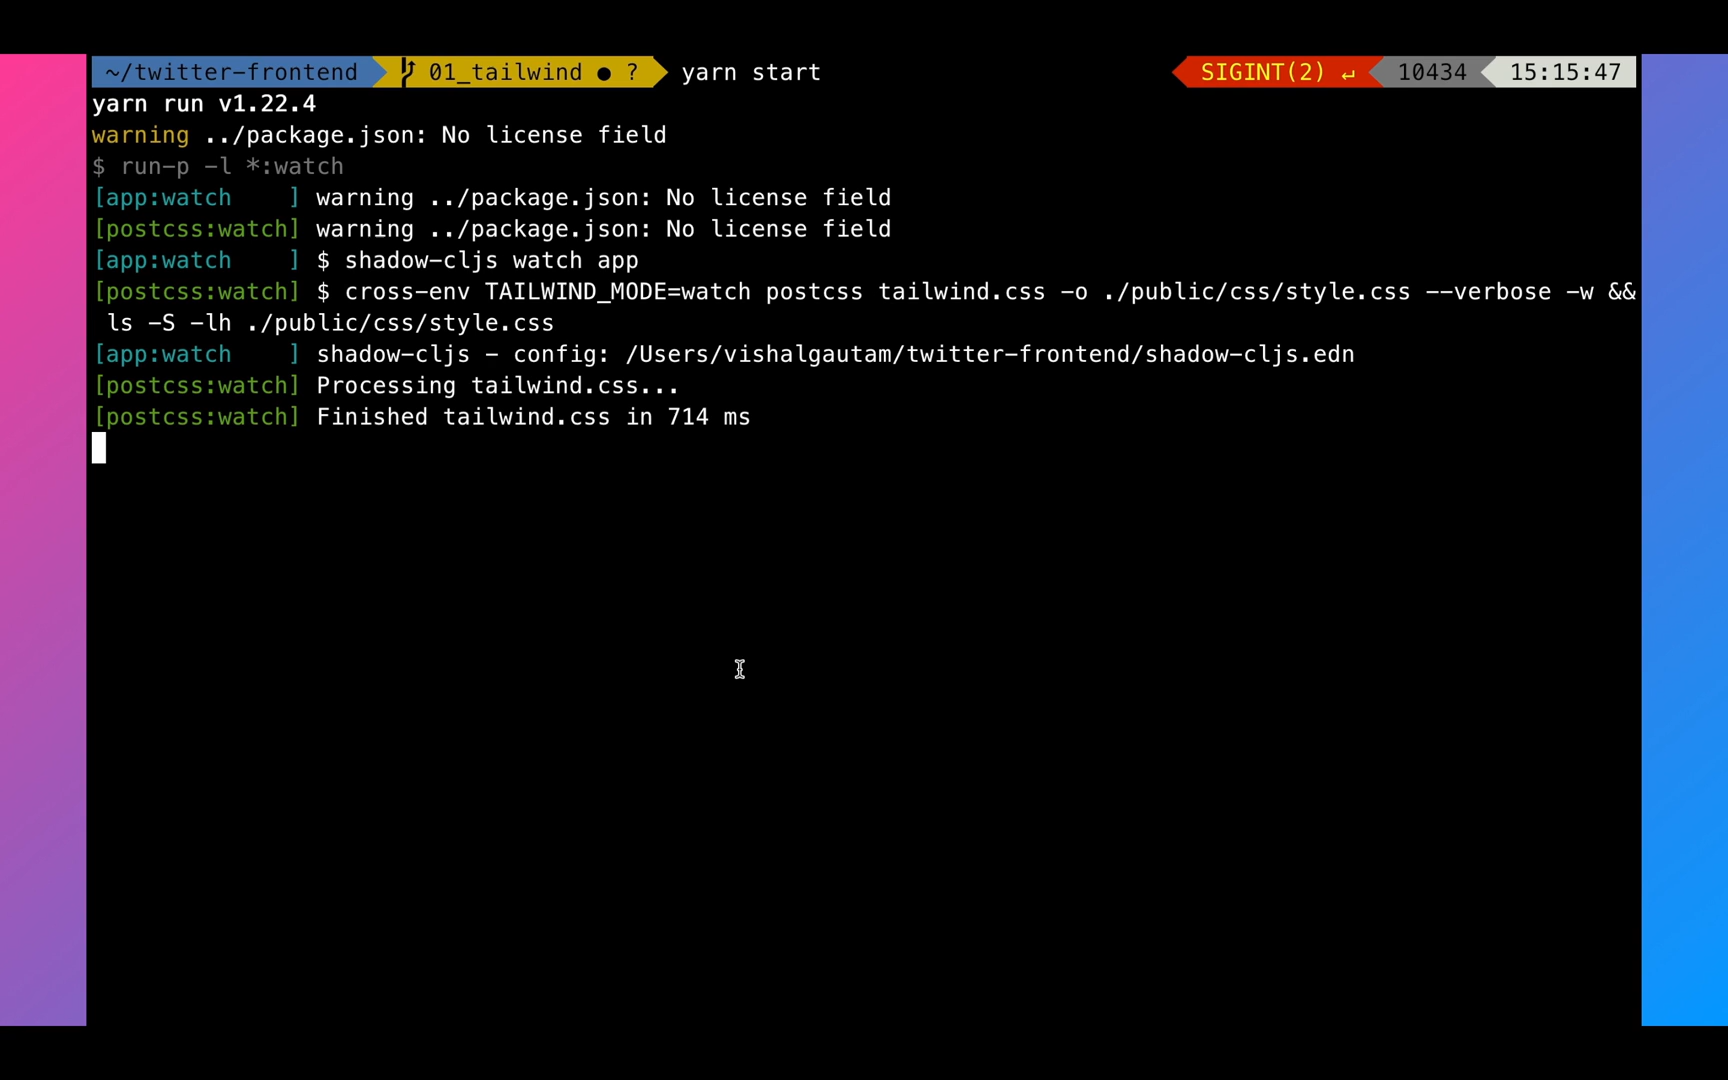 ~/twitter-frontend 01_tailwind ● ? yarn start SIGINT(2) ↵ 10434 15:15:47
yarn run v1.22.4
warning ../package.json: No license field
$ run-p -l *:watch
[app:watch    ] warning ../package.json: No license field
[postcss:watch] warning ../package.json: No license field
[app:watch    ] $ shadow-cljs watch app
[postcss:watch] $ cross-env TAILWIND_MODE=watch postcss tailwind.css -o ./public/css/style.css --verbose -w &&
ls -S -lh ./public/css/style.css
[app:watch    ] shadow-cljs - config: /Users/vishalgautam/twitter-frontend/shadow-cljs.edn
[postcss:watch] Processing tailwind.css...
[postcss:watch] Finished tailwind.css in 714 ms